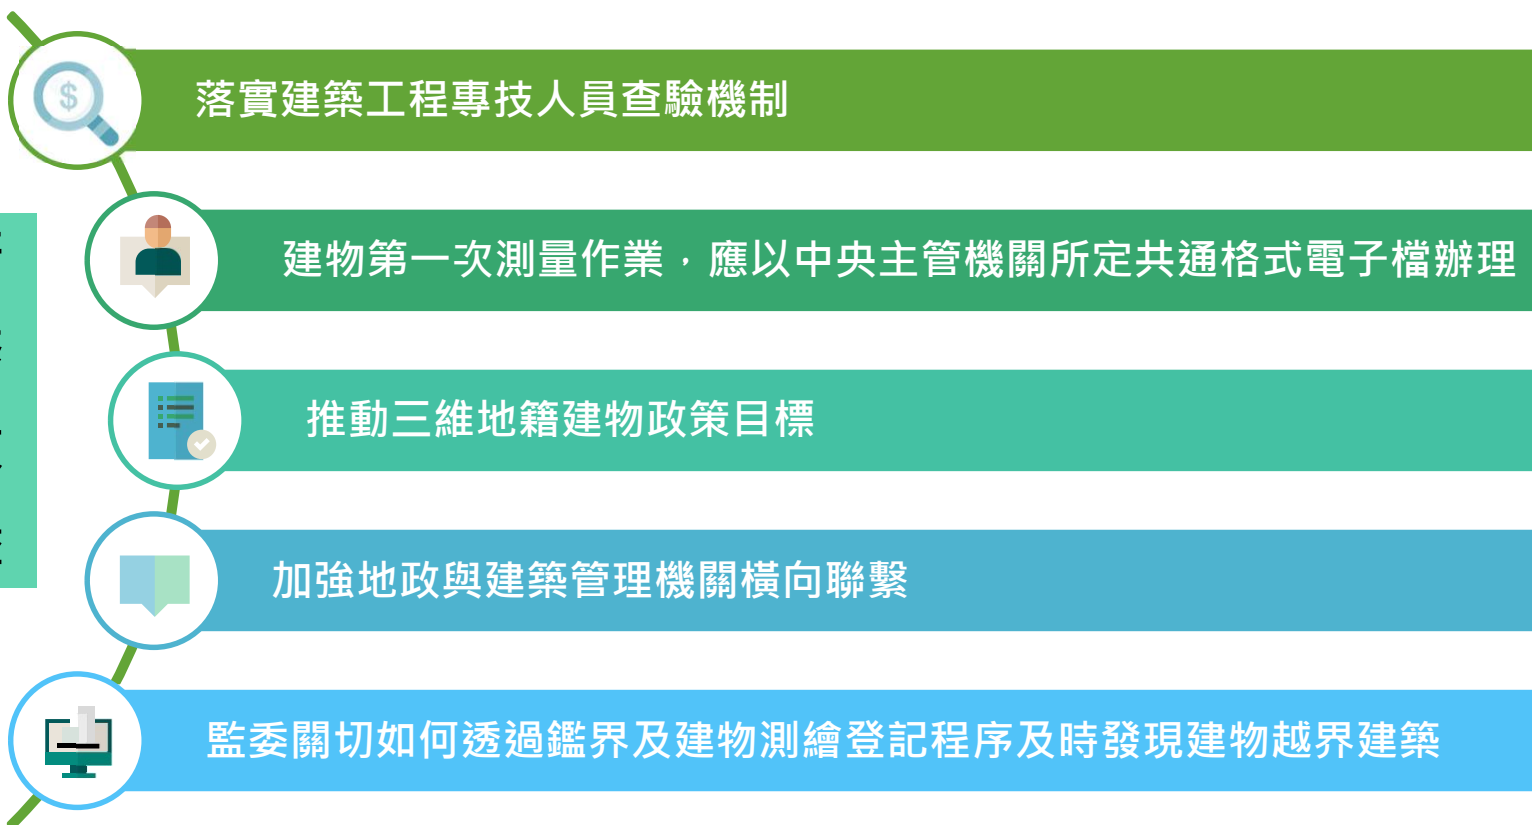 落實建築工程專技人員查驗機制
建物第一次測量作業，應以中央主管機關所定共通格式電子檔辦理
推動三維地籍建物政策目標
加強地政與建築管理機關橫向聯繫
監委關切如何透過鑑界及建物測繪登記程序及時發現建物越界建築